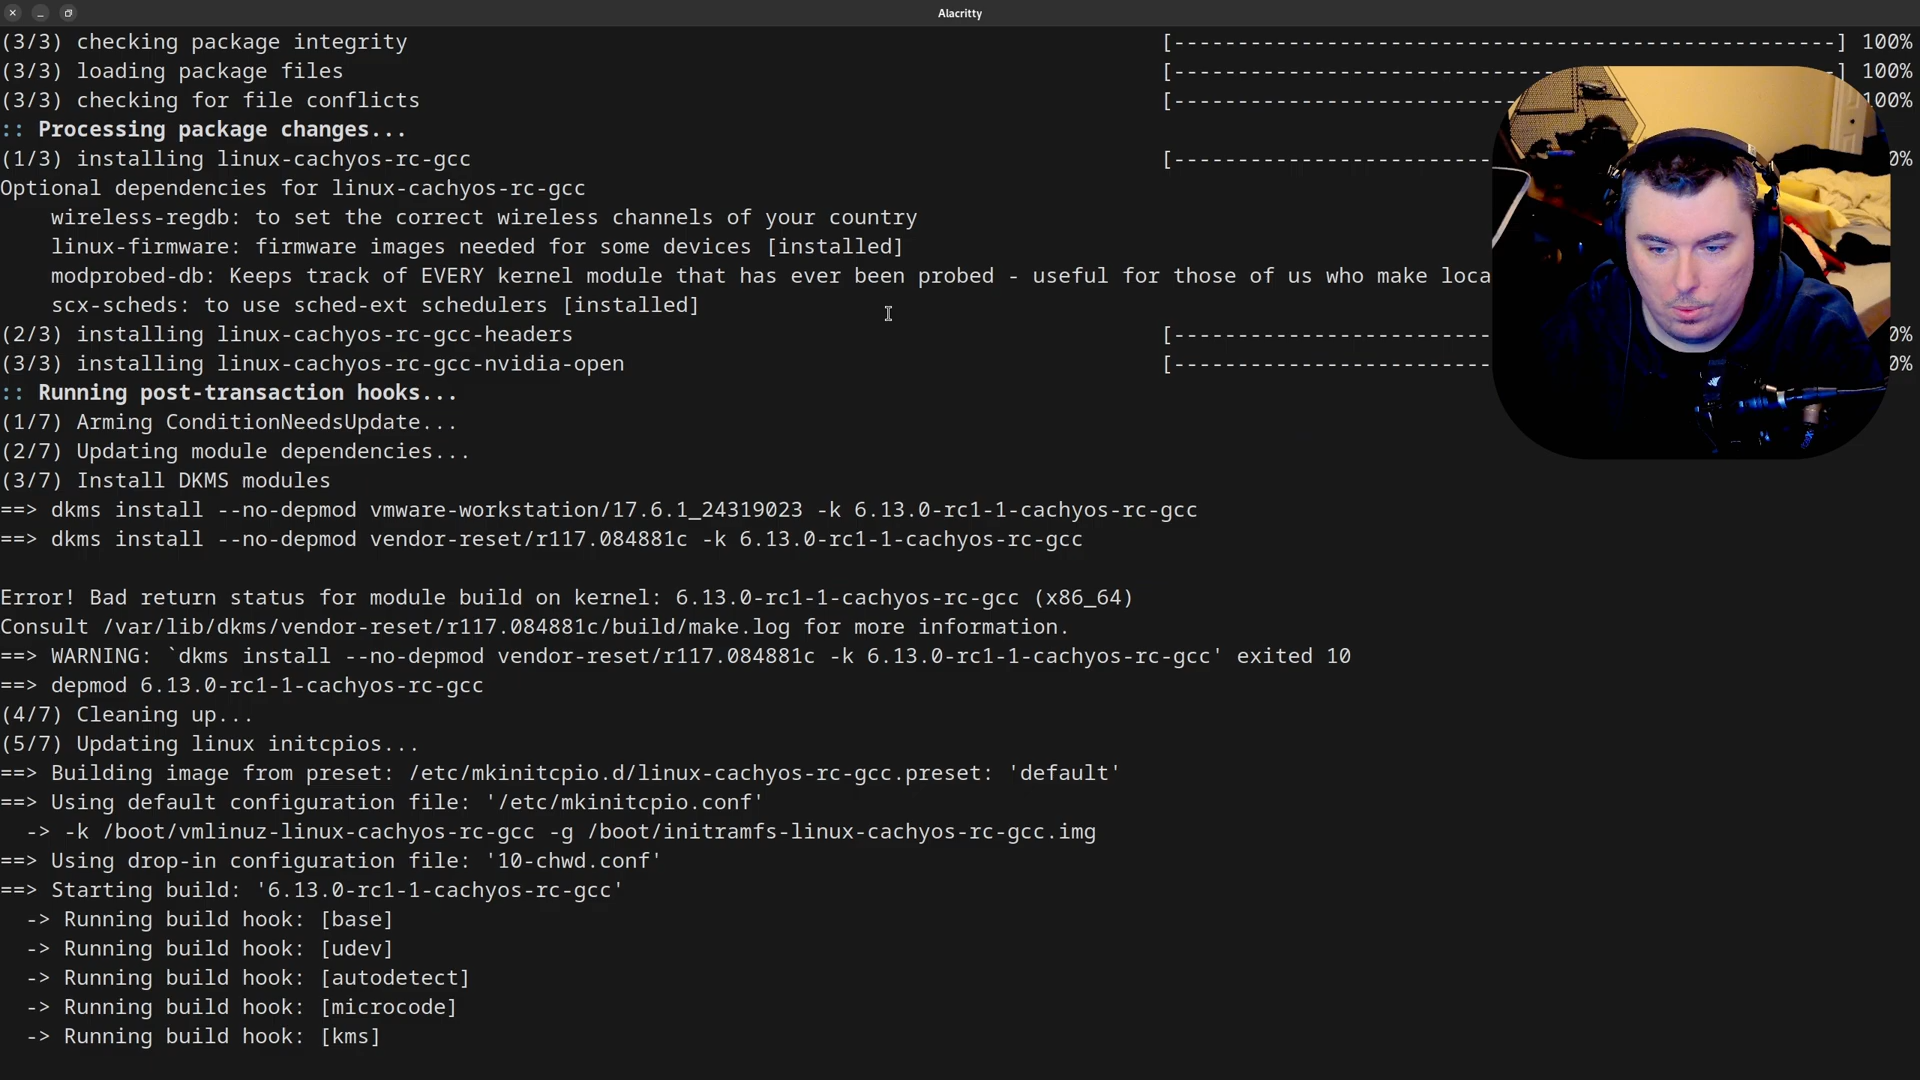 Alacritty
(3/3) checking package integrity [----------------------------------------------------] 100%
(3/3) loading package files [----------------------------------------------------] 100%
(3/3) checking for file conflicts [--------------------------- 100%
:: Processing package changes...
(1/3) installing linux-cachyos-rc-gcc [------------------------- 0%
Optional dependencies for linux-cachyos-rc-gcc
wireless-regdb: to set the correct wireless channels of your country
linux-firmware: firmware images needed for some devices [installed]
modprobed-db: Keeps track of EVERY kernel module that has ever been probed - useful for those of us who make loca
scx-scheds: to use sched-ext schedulers [installed]
(2/3) installing linux-cachyos-rc-gcc-headers [------------------------- 0%
(3/3) installing linux-cachyos-rc-gcc-nvidia-open [------------------------- 0%
:: Running post-transaction hooks...
(1/7) Arming ConditionNeedsUpdate...
(2/7) Updating module dependencies...
(3/7) Install DKMS modules
==> dkms install --no-depmod vmware-workstation/17.6.1_24319023 -k 6.13.0-rc1-1-cachyos-rc-gcc
==> dkms install --no-depmod vendor-reset/r117.084881c -k 6.13.0-rc1-1-cachyos-rc-gcc
Error! Bad return status for module build on kernel: 6.13.0-rc1-1-cachyos-rc-gcc (x86_64)
Consult /var/lib/dkms/vendor-reset/r117.084881c/build/make.log for more information.
==> WARNING: `dkms install --no-depmod vendor-reset/r117.084881c -k 6.13.0-rc1-1-cachyos-rc-gcc' exited 10
==> depmod 6.13.0-rc1-1-cachyos-rc-gcc
(4/7) Cleaning up...
(5/7) Updating linux initcpios...
==> Building image from preset: /etc/mkinitcpio.d/linux-cachyos-rc-gcc.preset: 'default'
==> Using default configuration file: '/etc/mkinitcpio.conf'
-> -k /boot/vmlinuz-linux-cachyos-rc-gcc -g /boot/initramfs-linux-cachyos-rc-gcc.img
==> Using drop-in configuration file: '10-chwd.conf'
==> Starting build: '6.13.0-rc1-1-cachyos-rc-gcc'
-> Running build hook: [base]
-> Running build hook: [udev]
-> Running build hook: [autodetect]
-> Running build hook: [microcode]
-> Running build hook: [kms]